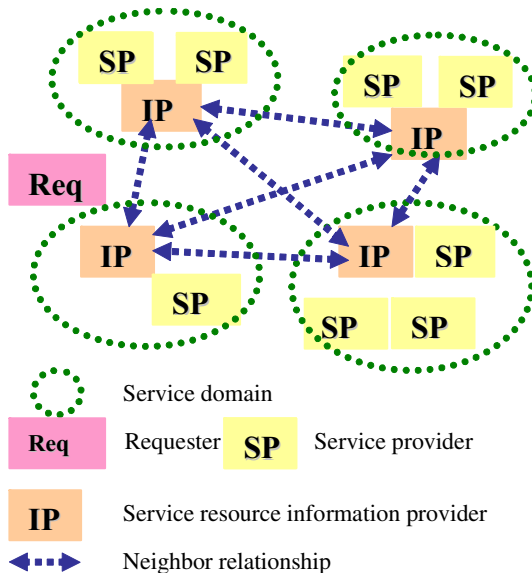 SP SP
SP SP
IP
IP
Req
IP
IP SP
SP
SP SP
Service domain
Req Requester SP Service provider
IP Service resource information provider
Neighbor relationship